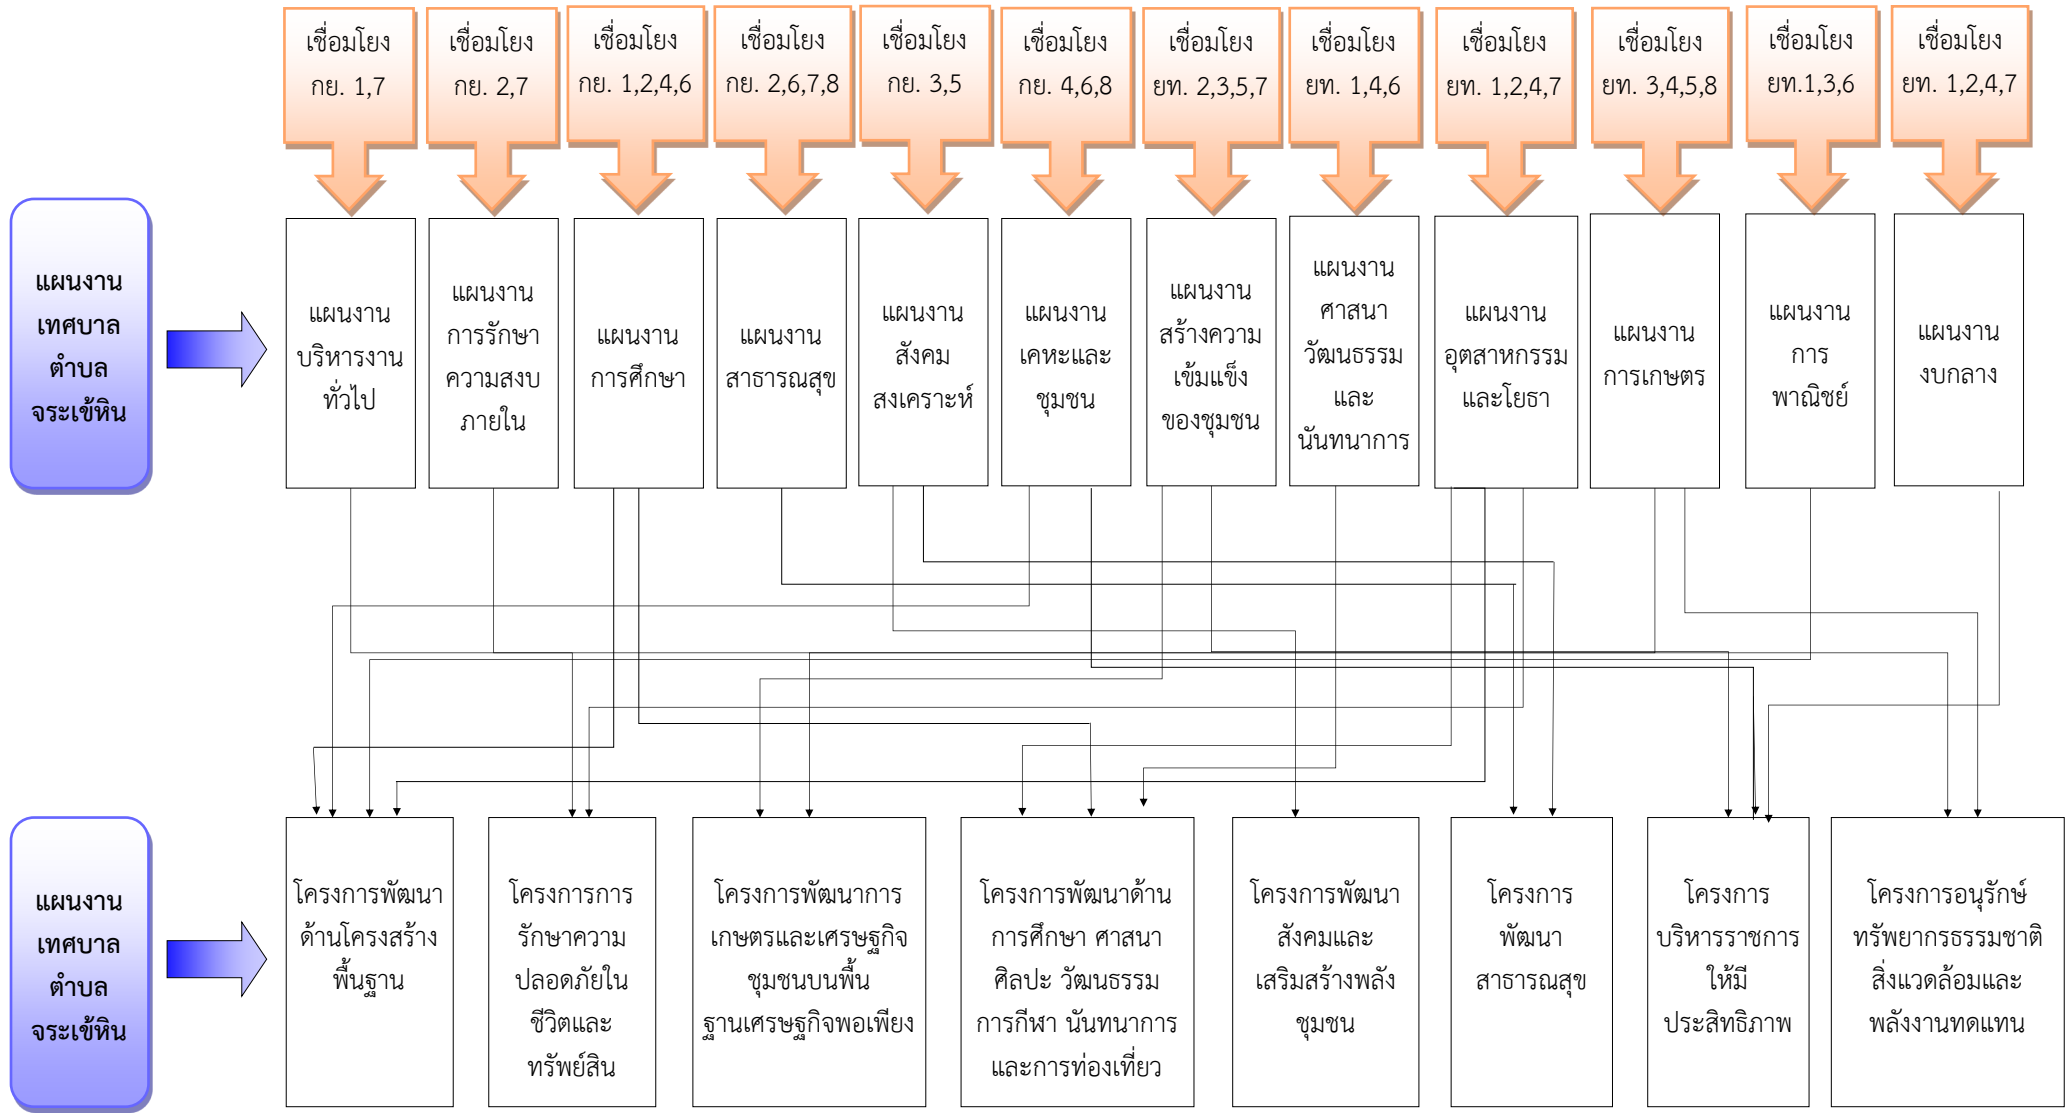 เชื่อมโยง
กย. 1,7
เชื่อมโยง
กย. 2,7
เชื่อมโยง
กย. 1,2,4,6
เชื่อมโยง
กย. 2,6,7,8
เชื่อมโยง
กย. 3,5
เชื่อมโยง
กย. 4,6,8
เชื่อมโยง
ยท. 2,3,5,7
เชื่อมโยง
ยท. 1,4,6
เชื่อมโยง
ยท. 1,2,4,7
เชื่อมโยง
ยท. 3,4,5,8
เชื่อมโยง
ยท.1,3,6
เชื่อมโยง
ยท. 1,2,4,7
แผนงาน
เทศบาล
ตำบล
จระเข้หิน
แผนงาน
บริหารงาน
ทั่วไป
แผนงาน
การรักษา
ความสงบ
ภายใน
แผนงาน
การศึกษา
แผนงาน
สาธารณสุข
แผนงาน
สังคม
สงเคราะห์
แผนงาน
เคหะและ
ชุมชน
แผนงาน
สร้างความ
เข้มแข็ง
ของชุมชน
แผนงาน
ศาสนา
วัฒนธรรม
และ
นันทนาการ
แผนงาน
อุตสาหกรรม
และโยธา
แผนงาน
การเกษตร
แผนงาน
การ
พาณิชย์
แผนงาน
งบกลาง
แผนงาน
เทศบาล
ตำบล
จระเข้หิน
โครงการพัฒนา
ด้านโครงสร้าง
พื้นฐาน
โครงการการ
รักษาความ
ปลอดภัยใน
ชีวิตและ
ทรัพย์สิน
โครงการพัฒนาการ
เกษตรและเศรษฐกิจ
ชุมชนบนพื้น
ฐานเศรษฐกิจพอเพียง
โครงการพัฒนาด้าน
การศึกษา ศาสนา
ศิลปะ วัฒนธรรม
การกีฬา นันทนาการ
และการท่องเที่ยว
โครงการพัฒนา
สังคมและ
เสริมสร้างพลัง
ชุมชน
โครงการ
พัฒนา
สาธารณสุข
โครงการ
บริหารราชการ
ให้มี
ประสิทธิภาพ
โครงการอนุรักษ์
ทรัพยากรธรรมชาติ
สิ่งแวดล้อมและ
พลังงานทดแทน